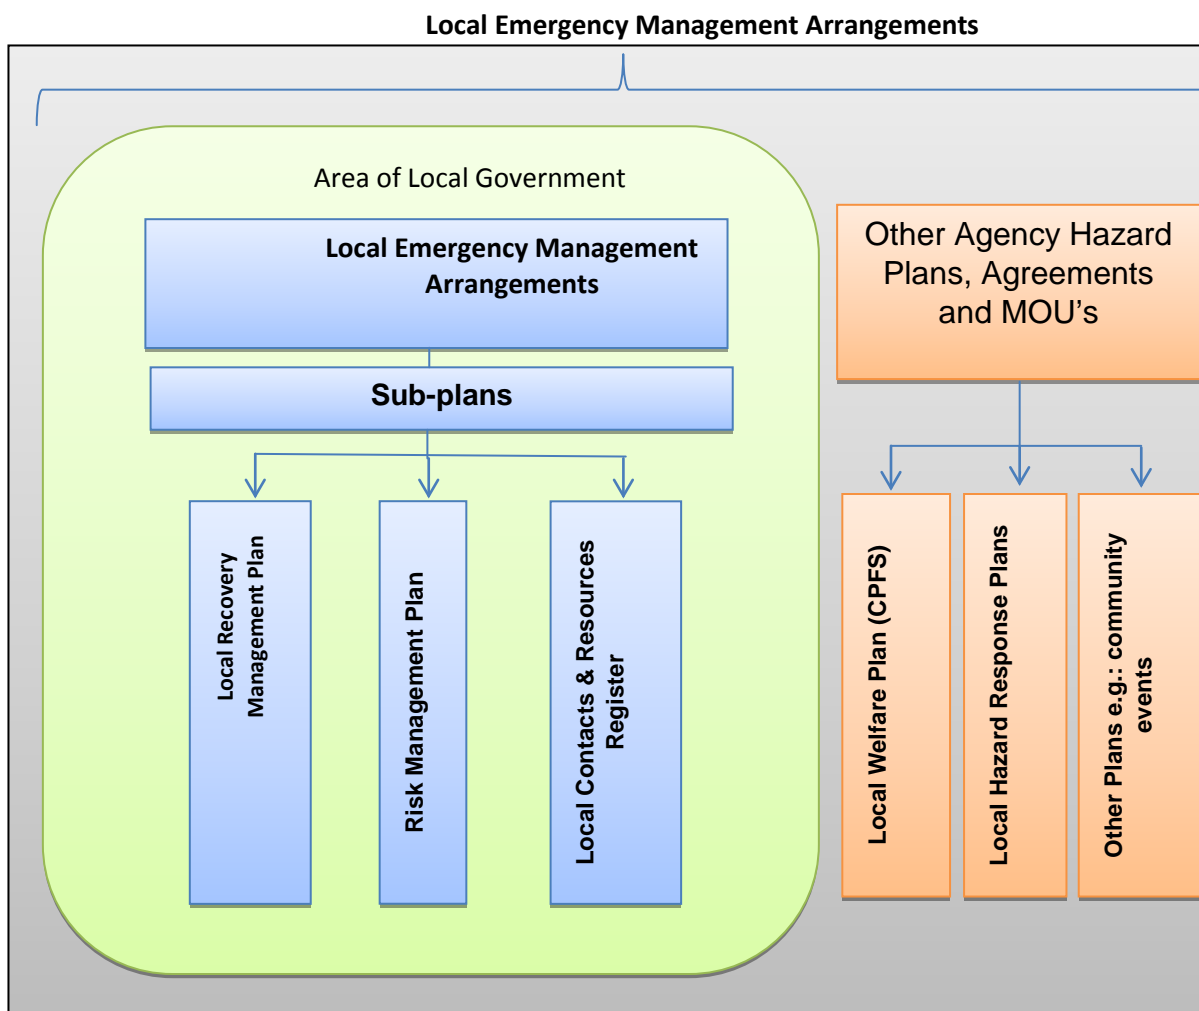 Local Emergency Management Arrangements
Area of Local Government
Local Emergency Management
Arrangements
Sub-plans
Local Recovery
Management Plan
Risk Management Plan
Local Contacts & Resources
Register
Other Agency Hazard
Plans, Agreements
and MOU's
Local Welfare Plan (CPFS)
Local Hazard Response Plans
Other Plans e.g.: community
events